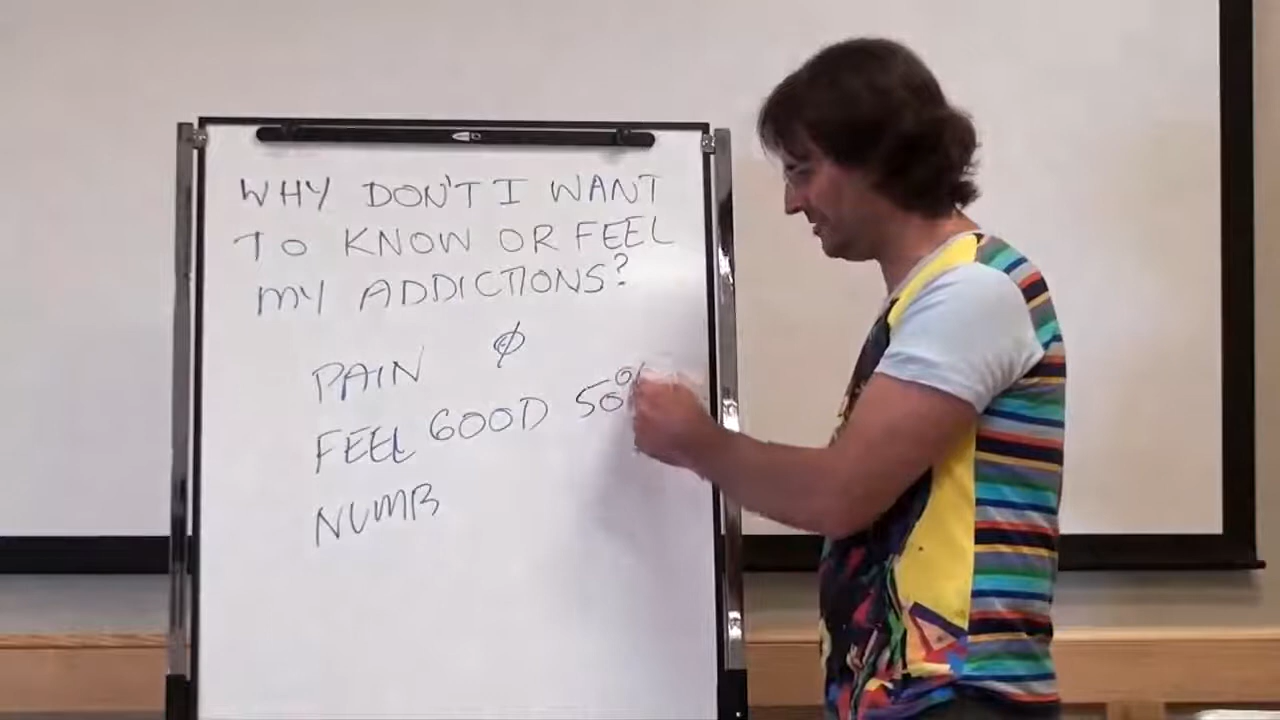 WHY DON'T I WANT
TO KNOW OR FEEL
MY ADDICTIONS?
PAIN ∅
FEEL GOOD 50%
NUMB